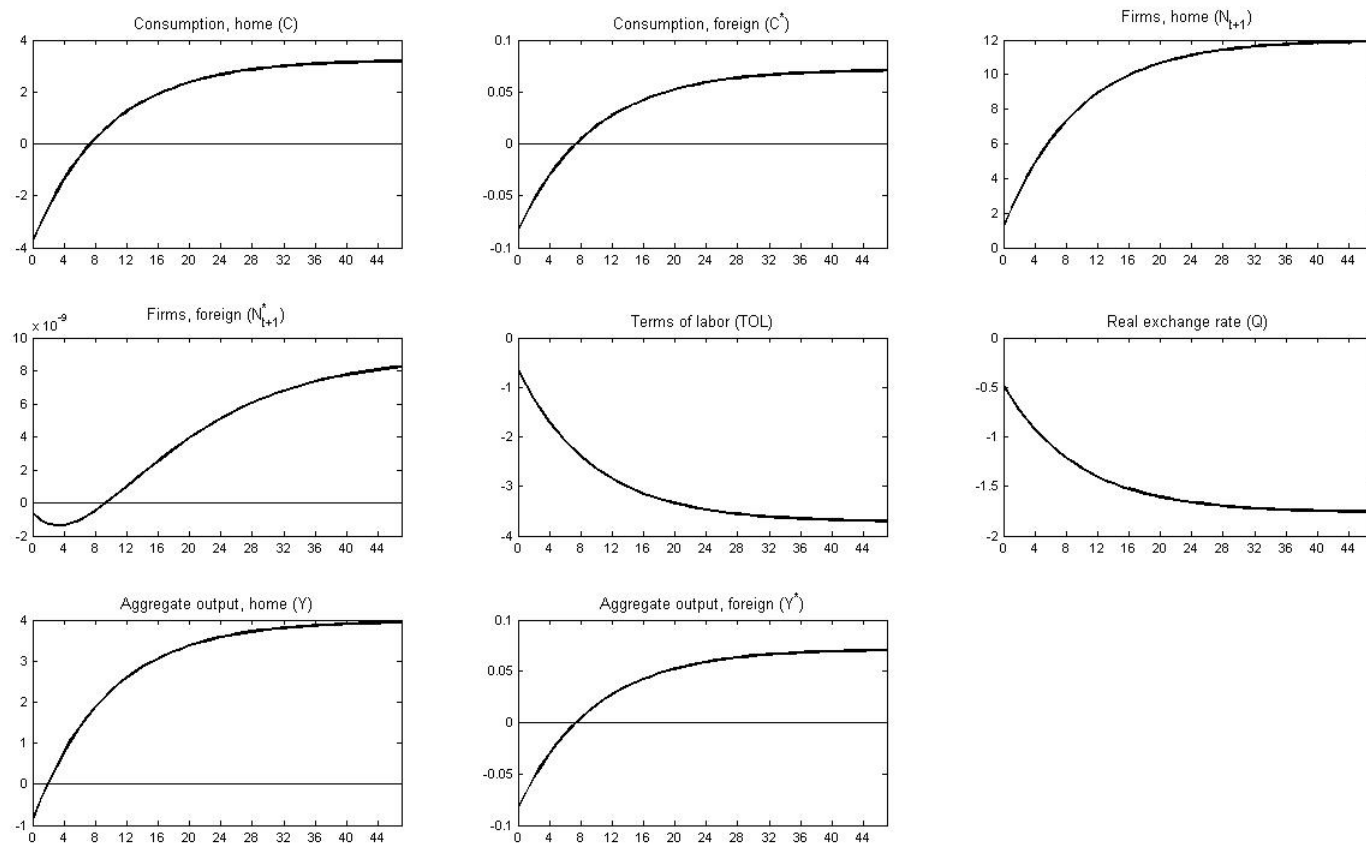 Consumption, home (C)
4
2
0
-2
-4
0 4 8 12 16 20 24 28 32 36 40 44
Consumption, foreign (C*)
0.1
0.05
0
-0.05
-0.1
0 4 8 12 16 20 24 28 32 36 40 44
Firms, home (N_{t+1})
12
10
8
6
4
2
0
0 4 8 12 16 20 24 28 32 36 40 44
Firms, foreign (N*_{t+1})
x 10^{-9}
10
8
6
4
2
0
-2
0 4 8 12 16 20 24 28 32 36 40 44
Terms of labor (TOL)
0
-1
-2
-3
-4
0 4 8 12 16 20 24 28 32 36 40 44
Real exchange rate (Q)
0
-0.5
-1
-1.5
-2
0 4 8 12 16 20 24 28 32 36 40 44
Aggregate output, home (Y)
4
3
2
1
0
-1
0 4 8 12 16 20 24 28 32 36 40 44
Aggregate output, foreign (Y*)
0.1
0.05
0
-0.05
-0.1
0 4 8 12 16 20 24 28 32 36 40 44